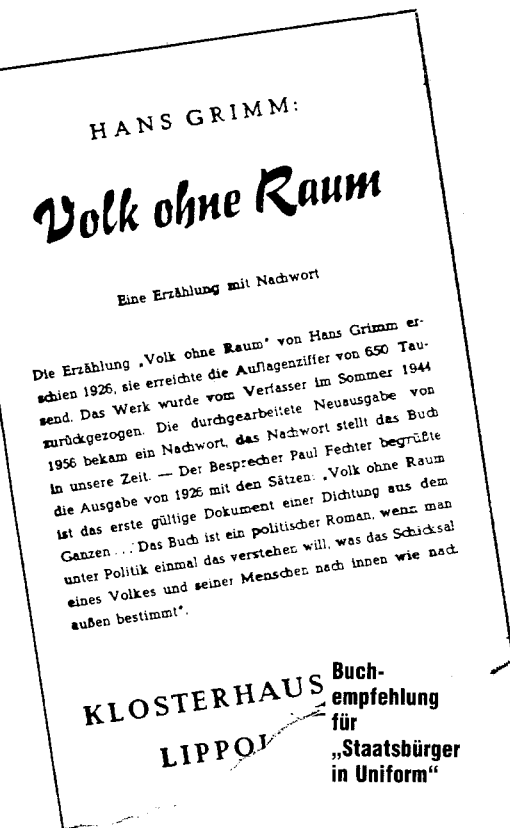 HANS GRIMM:
Volk ohne Raum
Eine Erzählung mit Nachwort
Die Erzählung „Volk ohne Raum" von Hans Grimm er-
schien 1926, sie erreichte die Auflagenziffer von 650 Tau-
send. Das Werk wurde vom Verfasser im Sommer 1944
zurückgezogen. Die durchgearbeitete Neuausgabe von
1956 bekam ein Nachwort, das Nachwort stellt das Buch
in unsere Zeit. — Der Besprecher Paul Fechter begrüßte
die Ausgabe von 1926 mit den Sätzen: „Volk ohne Raum
ist das erste gültige Dokument einer Dichtung aus dem
Ganzen . . . Das Buch ist ein politischer Roman, wenn man
unter Politik einmal das verstehen will, was das Schicksal
eines Volkes und seiner Menschen nach innen wie nach
außen bestimmt".
KLOSTERHAUS
LIPPOL
Buch-
empfehlung
für
„Staatsbürger
in Uniform“